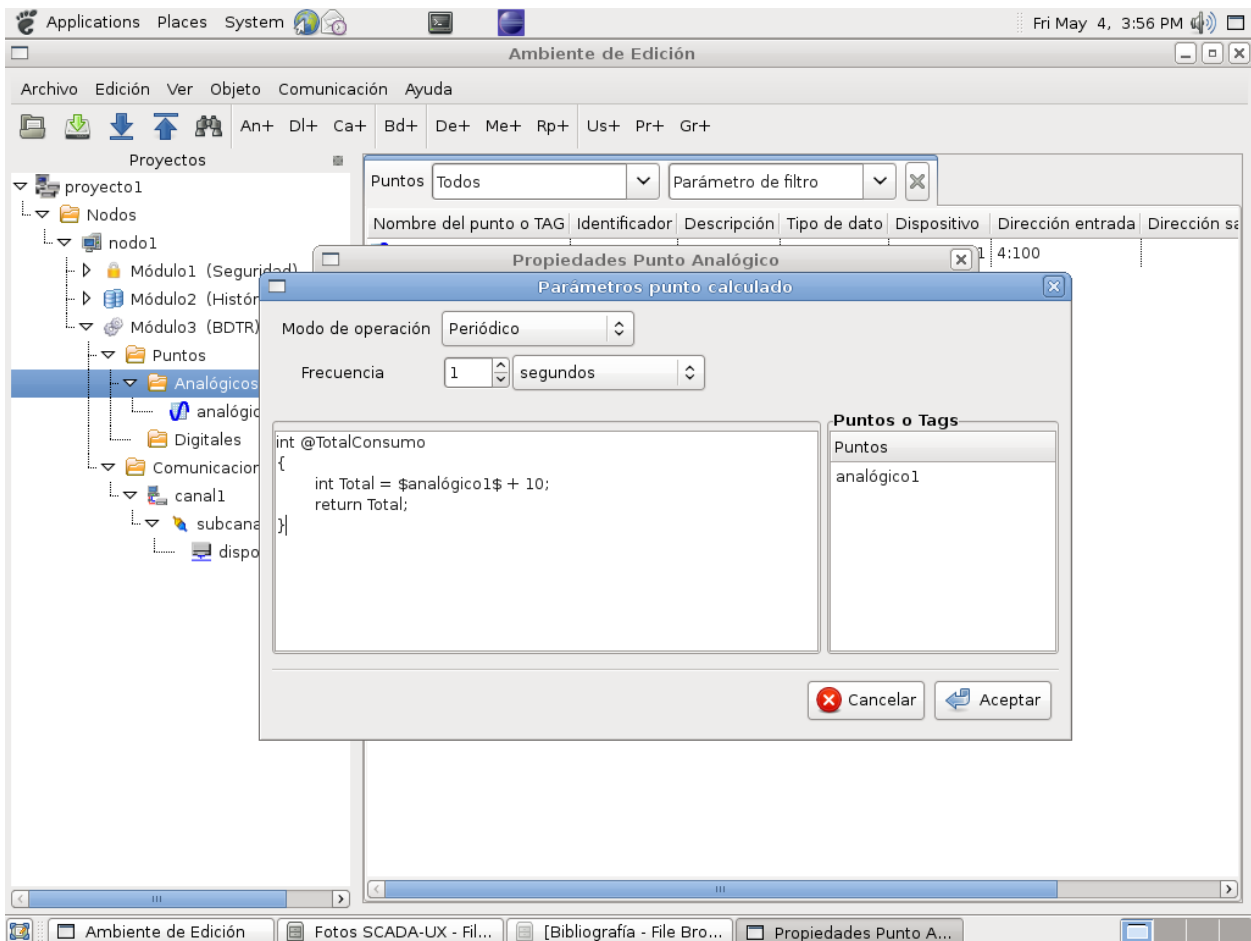 Applications Places System
Fri May 4, 3:56 PM
Ambiente de Edición
Archivo Edición Ver Objeto Comunicación Ayuda
An+ Dl+ Ca+ Bd+ De+ Me+ Rp+ Us+ Pr+ Gr+
Proyectos
proyecto1
Nodos
nodo1
Módulo1 (Seguridad)
Módulo2 (Histór
Módulo3 (BDTR)
Puntos
Analógicos
analógic
Digitales
Comunicacion
canal1
subcana
dispo
Puntos Todos Parámetro de filtro
Nombre del punto o TAG Identificador Descripción Tipo de dato Dispositivo Dirección entrada Dirección sa
1 4:100
Propiedades Punto Analógico
Parámetros punto calculado
Modo de operación Periódico
Frecuencia 1 segundos
int @TotalConsumo
{
int Total = $analógico1$ + 10;
return Total;
}
Puntos o Tags
Puntos
analógico1
Cancelar Aceptar
Ambiente de Edición
Fotos SCADA-UX - Fil...
[Bibliografía - File Bro...
Propiedades Punto A...